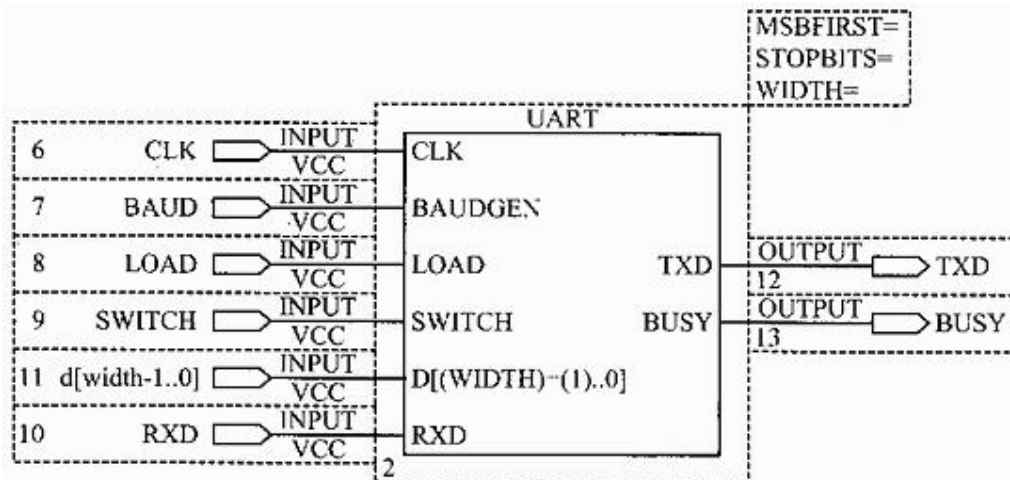 MSBFIRST=
STOPBITS=
WIDTH=
UART
6 CLK INPUT VCC CLK
7 BAUD INPUT VCC BAUDGEN
8 LOAD INPUT VCC LOAD TXD OUTPUT 12 TXD
9 SWITCH INPUT VCC SWITCH BUSY OUTPUT 13 BUSY
11 d[width-1..0] INPUT VCC D[(WIDTH)-(1)..0]
10 RXD INPUT VCC RXD
2